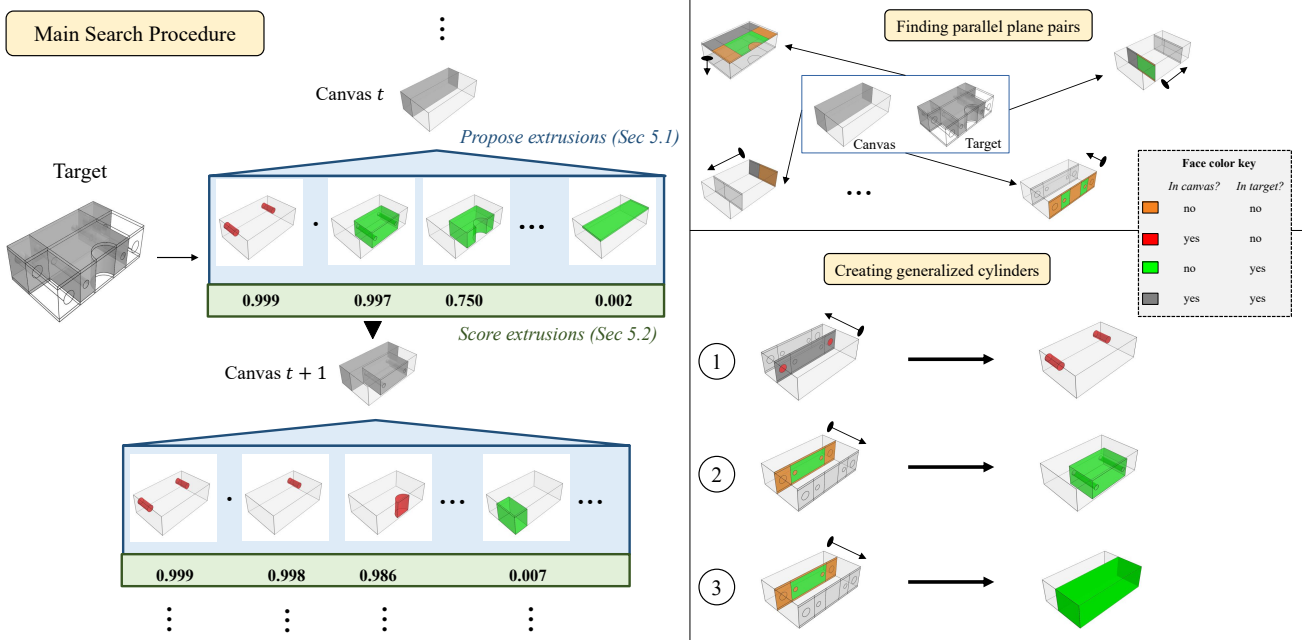 Main Search Procedure
Canvas t
Propose extrusions (Sec 5.1)
Target
0.999 0.997 0.750 0.002
Score extrusions (Sec 5.2)
Canvas t + 1
0.999 0.998 0.986 0.007
Finding parallel plane pairs
Canvas Target
Face color key
In canvas? In target?
no no
yes no
no yes
yes yes
Creating generalized cylinders
1
2
3